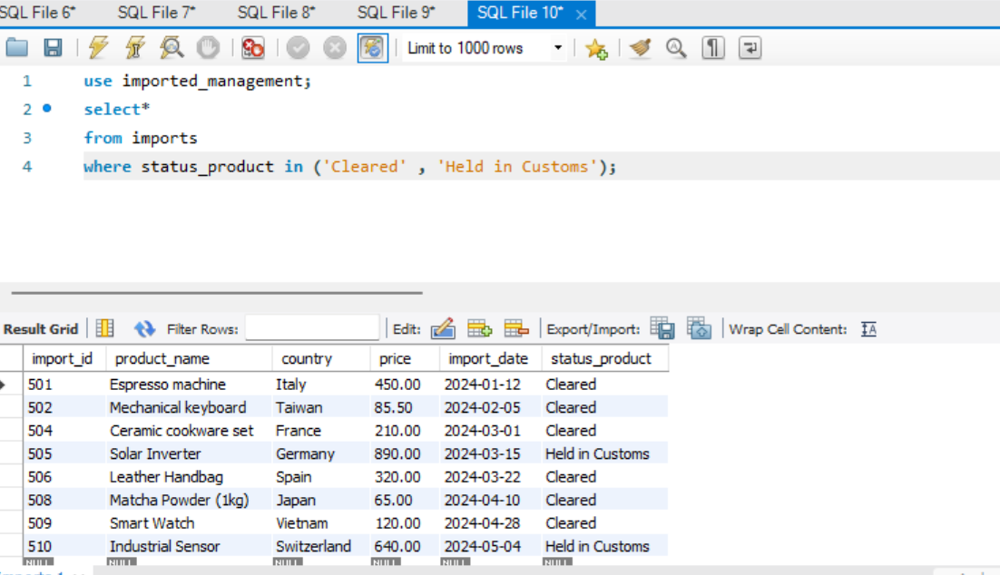 SQL File 6* SQL File 7* SQL File 8* SQL File 9* SQL File 10*
Limit to 1000 rows
1 use imported_management;
2 select*
3 from imports
4 where status_product in ('Cleared' , 'Held in Customs');
Result Grid Filter Rows: Edit: Export/Import: Wrap Cell Content:
import_id product_name country price import_date status_product
501 Espresso machine Italy 450.00 2024-01-12 Cleared
502 Mechanical keyboard Taiwan 85.50 2024-02-05 Cleared
504 Ceramic cookware set France 210.00 2024-03-01 Cleared
505 Solar Inverter Germany 890.00 2024-03-15 Held in Customs
506 Leather Handbag Spain 320.00 2024-03-22 Cleared
508 Matcha Powder (1kg) Japan 65.00 2024-04-10 Cleared
509 Smart Watch Vietnam 120.00 2024-04-28 Cleared
510 Industrial Sensor Switzerland 640.00 2024-05-04 Held in Customs
NULL NULL NULL NULL NULL NULL